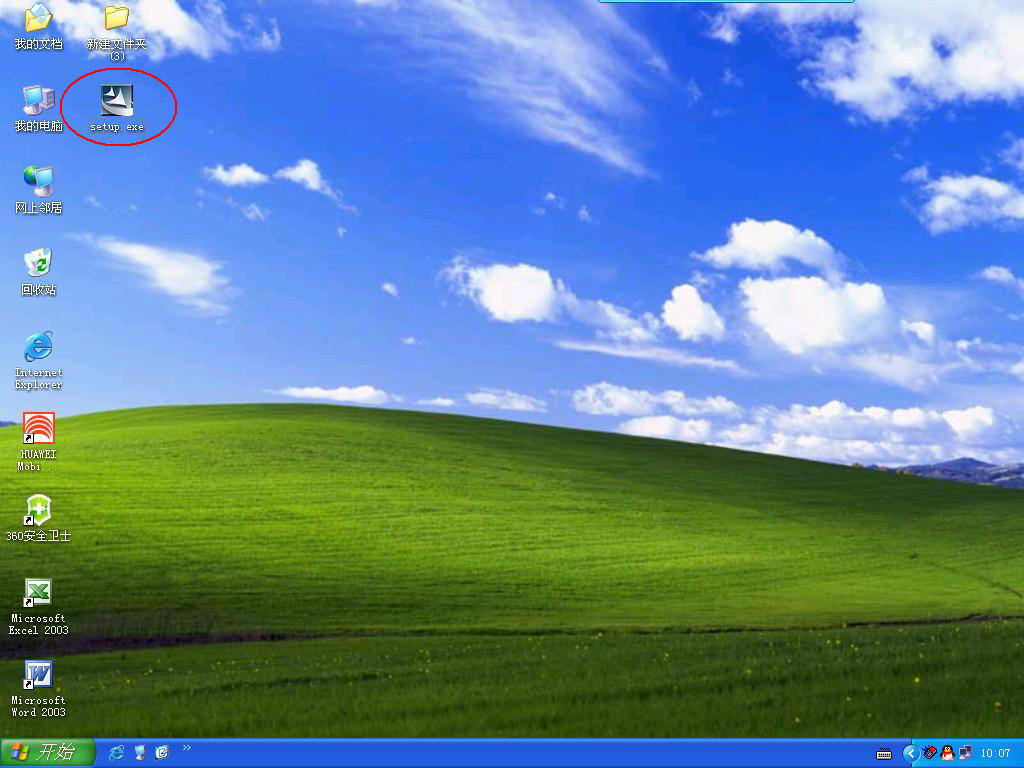 我的文档
新建文件夹
(3)
我的电脑
setup.exe
网上邻居
回收站
Internet
Explorer
HUAWEI
Mobi...
360安全卫士
Microsoft
Excel 2003
Microsoft
Word 2003
开始
10:07